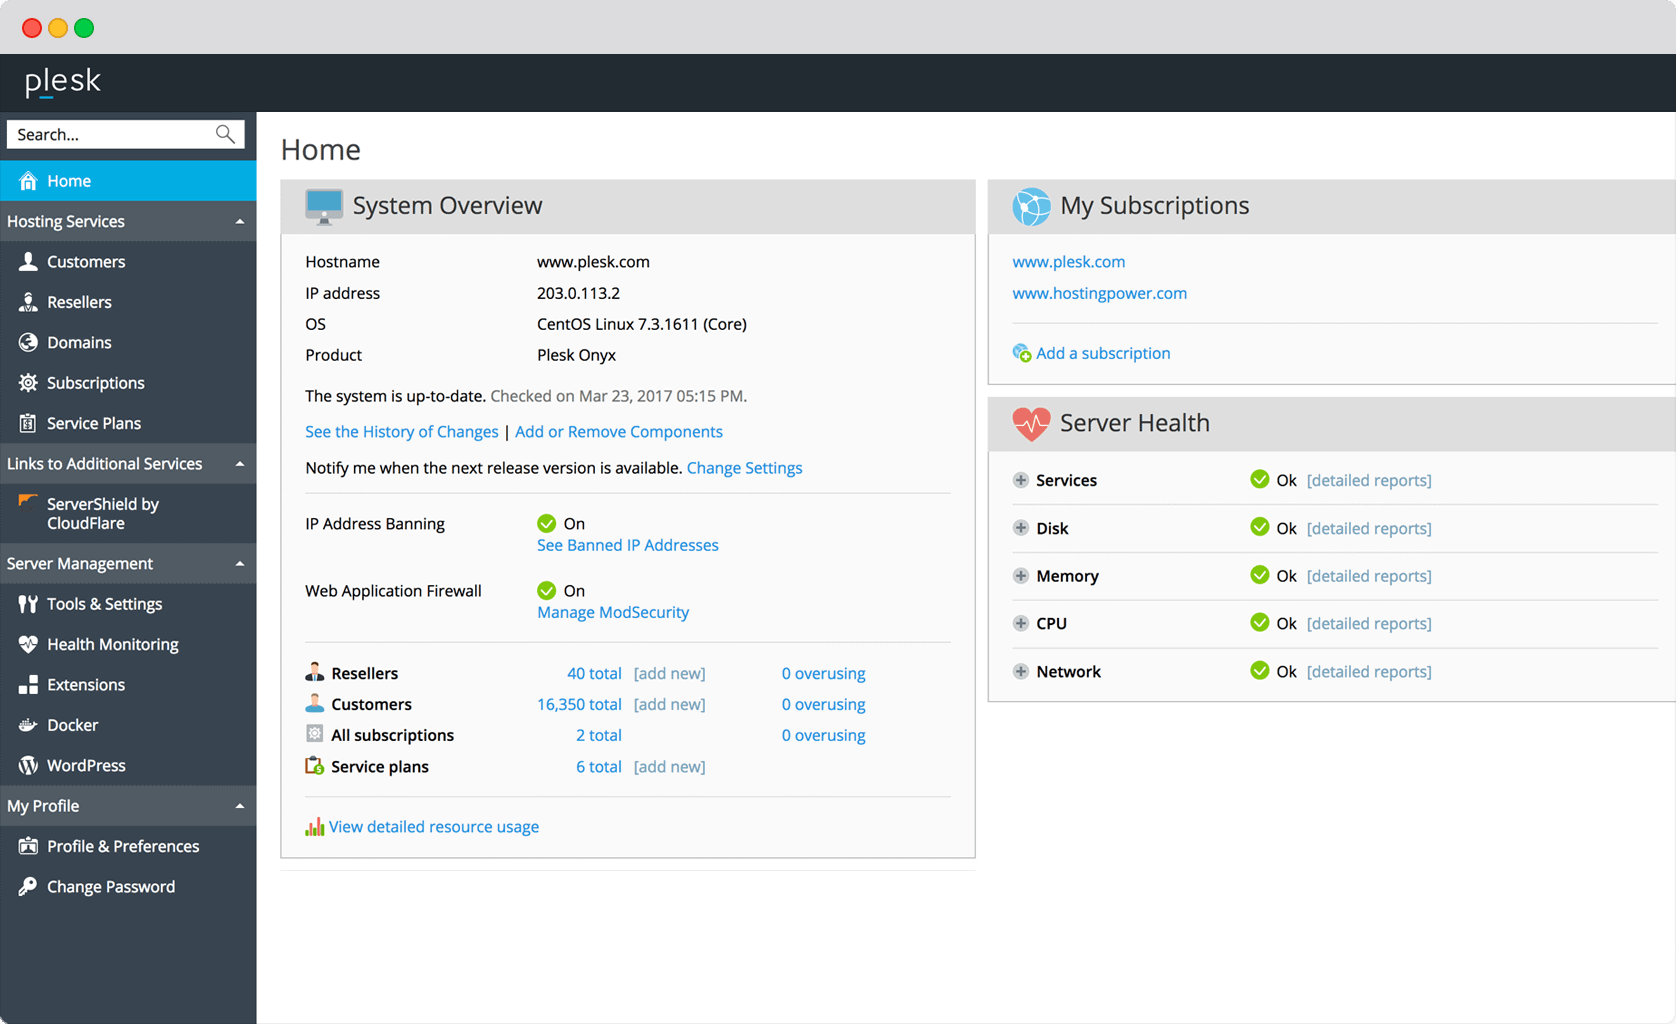 plesk
Search...
Home
Hosting Services
Customers
Resellers
Domains
Subscriptions
Service Plans
Links to Additional Services
ServerShield by
CloudFlare
Server Management
Tools & Settings
Health Monitoring
Extensions
Docker
WordPress
My Profile
Profile & Preferences
Change Password
Home
System Overview
Hostname www.plesk.com
IP address 203.0.113.2
OS CentOS Linux 7.3.1611 (Core)
Product Plesk Onyx
The system is up-to-date. Checked on Mar 23, 2017 05:15 PM.
See the History of Changes | Add or Remove Components
Notify me when the next release version is available. Change Settings
IP Address Banning On
See Banned IP Addresses
Web Application Firewall On
Manage ModSecurity
Resellers 40 total [add new] 0 overusing
Customers 16,350 total [add new] 0 overusing
All subscriptions 2 total 0 overusing
Service plans 6 total [add new]
View detailed resource usage
My Subscriptions
www.plesk.com
www.hostingpower.com
Add a subscription
Server Health
Services Ok [detailed reports]
Disk Ok [detailed reports]
Memory Ok [detailed reports]
CPU Ok [detailed reports]
Network Ok [detailed reports]